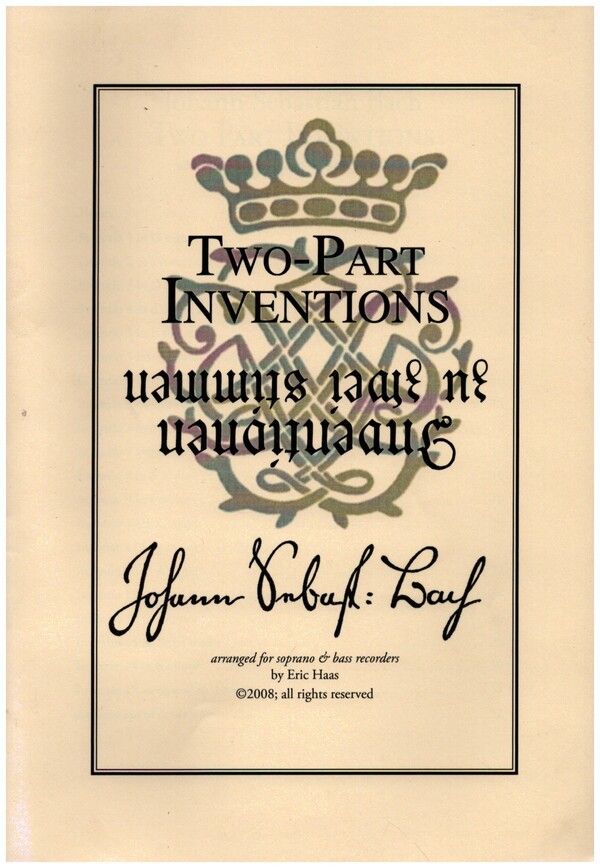 TWO-PART
INVENTIONS
Inventionen
zu zwei stimmen
Johann Sebast: Bach
arranged for soprano & bass recorders
by Eric Haas
©2008; all rights reserved